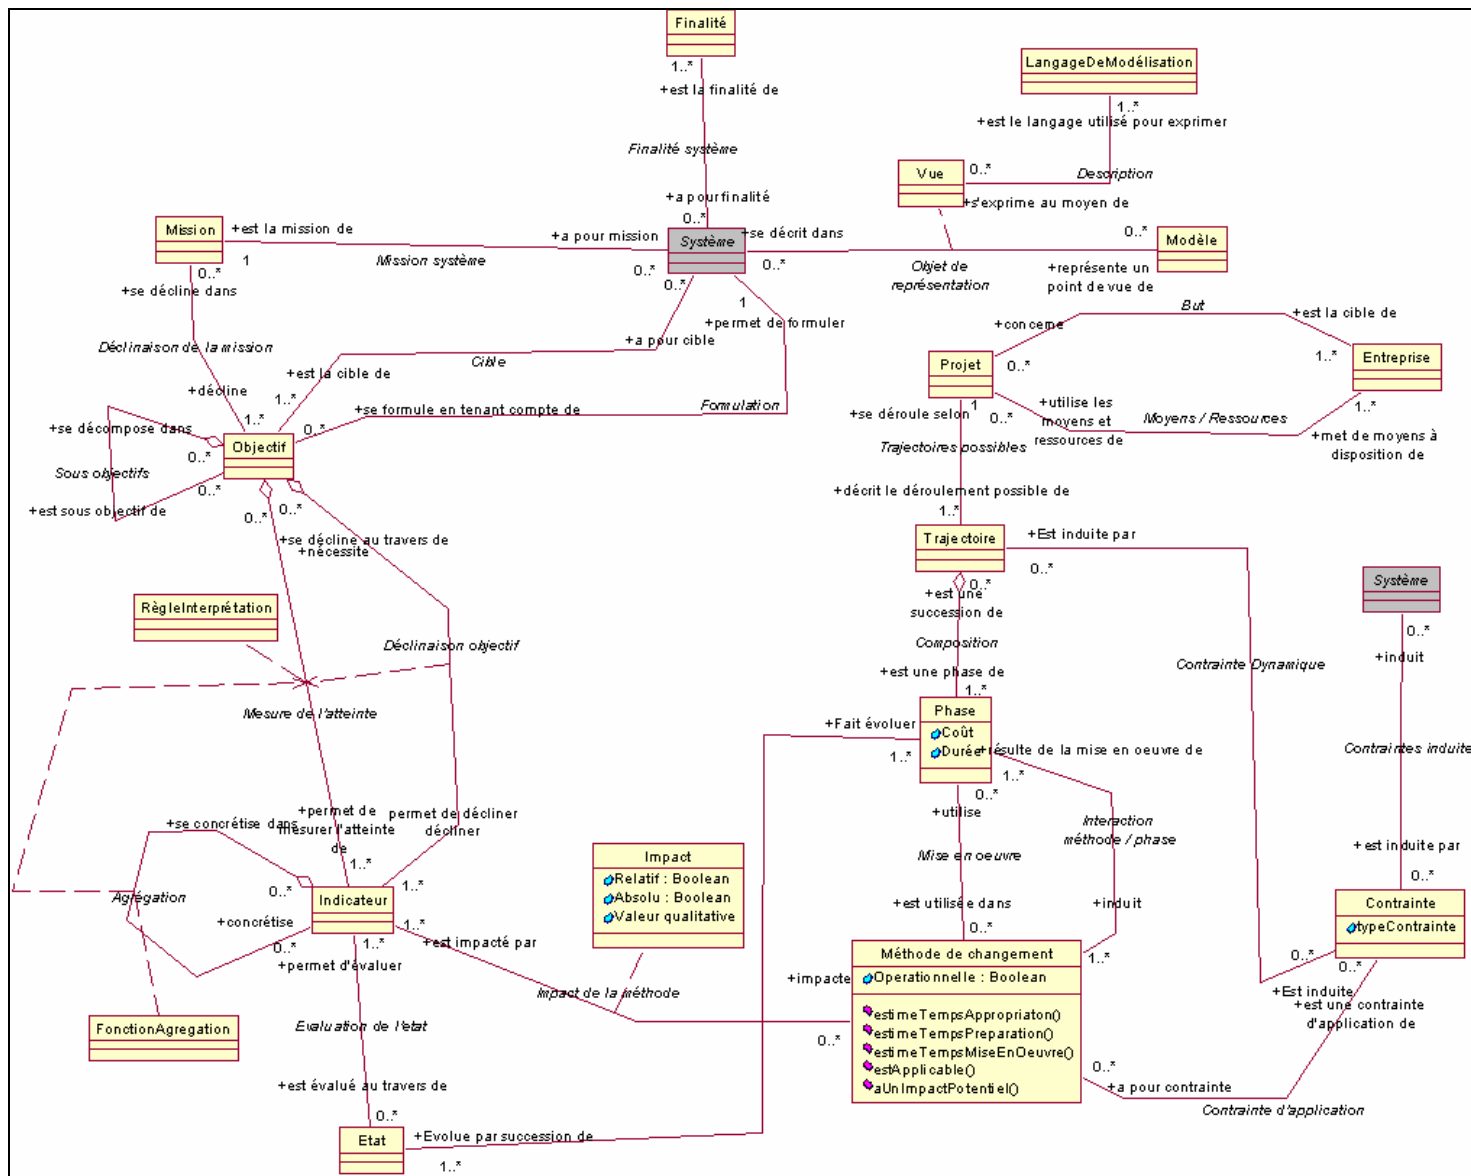 Finalité
1..*
+est la finalité de
Finalité système
+a pour finalité
0..*
LangageDeModélisation
1..*
+est le langage utilisé pour exprimer
Vue
0..*
Description
+s'exprime au moyen de
Mission
+est la mission de
1
Mission système
+a pour mission
0..*
Système
+se décrit dans
0..*
Objet de
représentation
0..*
Modèle
+représente un
point de vue de
0..*
+se décline dans
Déclinaison de la mission
+décline
1..*
0..*
+a pour cible
Cible
+est la cible de
1..*
1
+permet de formuler
Formulation
+se formule en tenant compte de
0..*
But
+concerne
0..*
+est la cible de
1..*
Projet
Entreprise
1
0..*
+utilise les
moyens et
ressources de
Moyens / Ressources
1..*
+met de moyens à
disposition de
+se déroule selon
Trajectoires possibles
+décrit le déroulement possible de
1..*
+se décompose dans
0..*
Sous objectifs
0..*
+est sous objectif de
Objectif
0..*
0..*
+se décline au travers de
+nécessite
Trajectoire
+Est induite par
0..*
0..*
+est une
succession de
Composition
+est une phase de
1..*
Système
0..*
+induit
Contraintes induite
+est induite par
0..*
RègleInterprétation
Déclinaison objectif
Mesure de l'atteinte
Contrainte Dynamique
Phase
Coût
Durée
+Fait évoluer
1..*
+résulte de la mise en oeuvre de
1..*
0..*
+utilise
Mise en oeuvre
+est utilisée dans
0..*
Interaction
méthode / phase
+induit
1..*
+se concrétise dans
+permet de
mesurer l'atteinte
de
permet de décliner
décliner
1..*
1..*
0..*
Agrégation
+concrétise
0..*
Indicateur
1..*
1..*
+est impacté par
+permet d'évaluer
Impact
Relatif : Boolean
Absolu : Boolean
Valeur qualitative
Impact de la méthode
+impacte
0..*
Méthode de changement
Operationnelle : Boolean
estimeTempsAppropriaton()
estimeTempsPreparation()
estimeTempsMiseEnOeuvre()
estApplicable()
aUnImpactPotentiel()
Contrainte
typeContrainte
0..*
0..*
+Est induite
+est une contrainte
d'application de
0..*
+a pour contrainte
Contrainte d'application
FonctionAgregation
Evaluation de l'etat
+est évalué au travers de
0..*
Etat
+Evolue par succession de
1..*